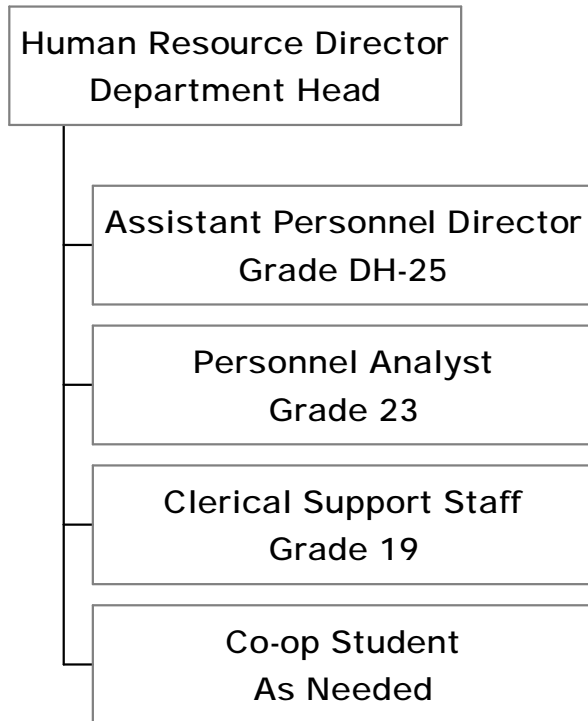 Human Resource Director
Department Head
Assistant Personnel Director
Grade DH-25
Personnel Analyst
Grade 23
Clerical Support Staff
Grade 19
Co-op Student
As Needed